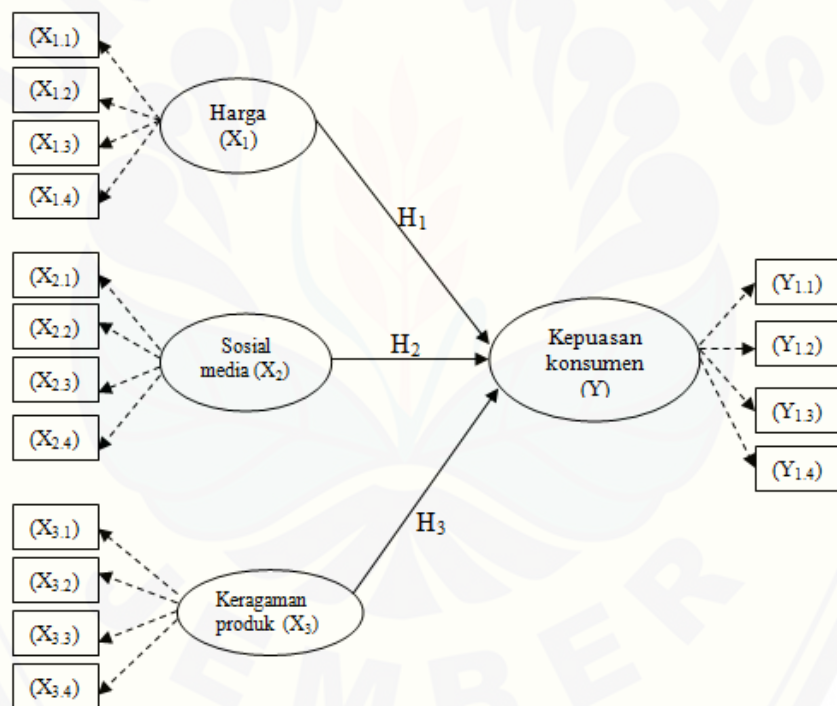 (X1.1)
(X1.2)
(X1.3)
(X1.4)
Harga
(X1)
H1
(X2.1)
(X2.2)
(X2.3)
(X2.4)
Sosial
media (X2)
H2
Kepuasan
konsumen
(Y)
(Y1.1)
(Y1.2)
(Y1.3)
(Y1.4)
(X3.1)
(X3.2)
(X3.3)
(X3.4)
Keragaman
produk (X3)
H3